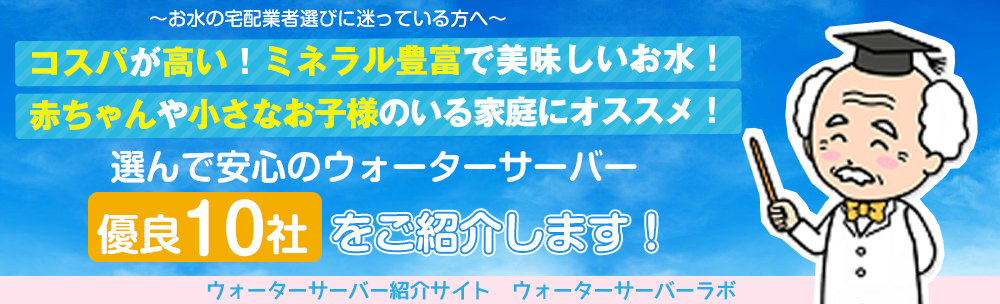 ～お水の宅配業者選びに迷っている方へ～
コスパが高い！ミネラル豊富で美味しいお水！
赤ちゃんや小さなお子様のいる家庭にオススメ！
選んで安心のウォーターサーバー
優良10社をご紹介します！
ウォーターサーバー紹介サイト　ウォーターサーバーラボ